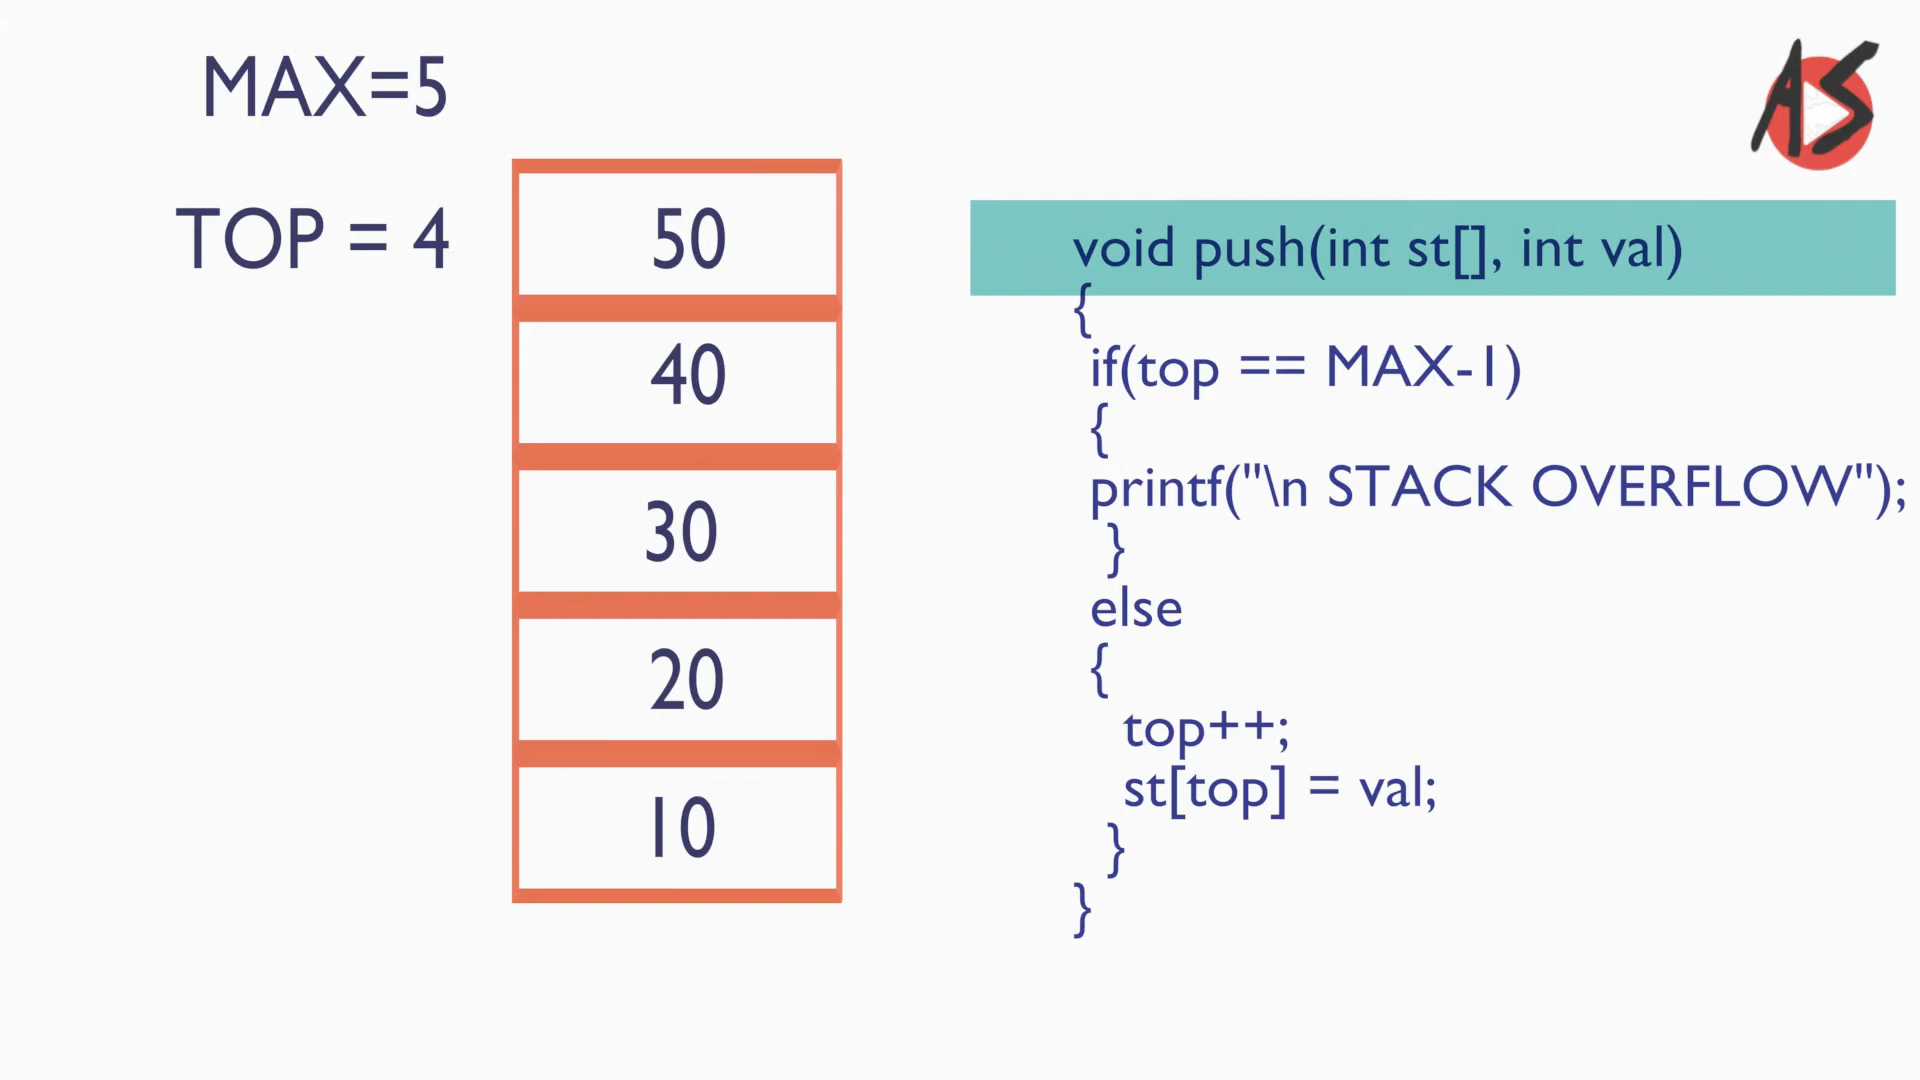 MAX=5
TOP = 4
50
40
30
20
10
AS
void push(int st[], int val)
{
if(top == MAX-1)
{
printf("\n STACK OVERFLOW");
}
else
{
top++;
st[top] = val;
}
}